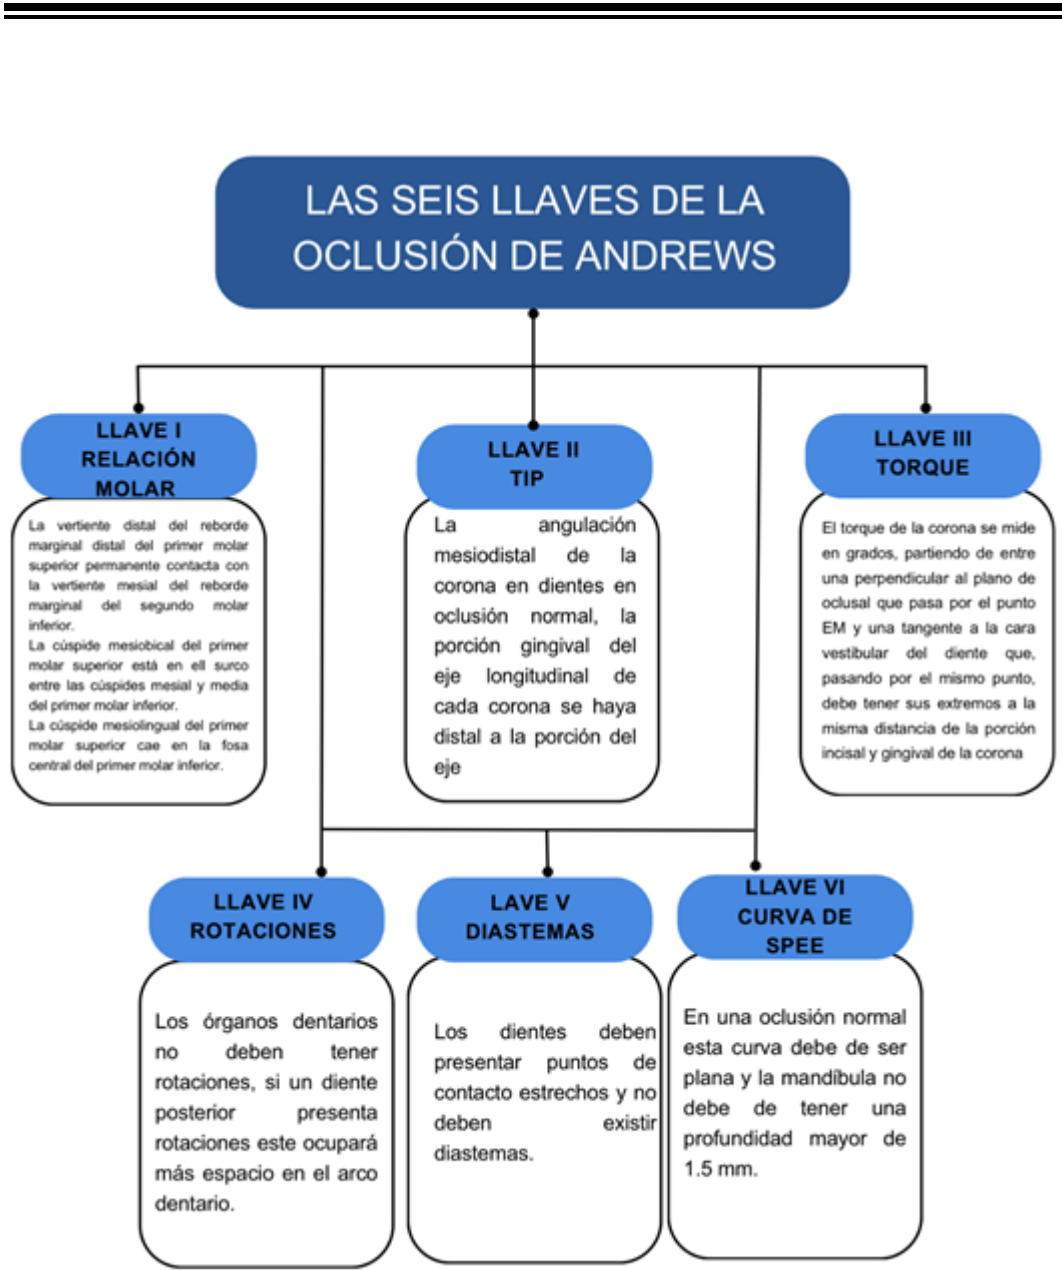 LAS SEIS LLAVES DE LA
OCLUSIÓN DE ANDREWS
LLAVE I
RELACIÓN
MOLAR
La vertiente distal del reborde
marginal distal del primer molar
superior permanente contacta con
la vertiente mesial del reborde
marginal del segundo molar
inferior.
La cúspide mesiobical del primer
molar superior está en ell surco
entre las cúspides mesial y media
del primer molar inferior.
La cúspide mesiolingual del primer
molar superior cae en la fosa
central del primer molar inferior.
LLAVE II
TIP
La angulación
mesiodistal de la
corona en dientes en
oclusión normal, la
porción gingival del
eje longitudinal de
cada corona se haya
distal a la porción del
eje
LLAVE III
TORQUE
El torque de la corona se mide
en grados, partiendo de entre
una perpendicular al plano de
oclusal que pasa por el punto
EM y una tangente a la cara
vestibular del diente que,
pasando por el mismo punto,
debe tener sus extremos a la
misma distancia de la porción
incisal y gingival de la corona
LLAVE IV
ROTACIONES
Los órganos dentarios
no deben tener
rotaciones, si un diente
posterior presenta
rotaciones este ocupará
más espacio en el arco
dentario.
LAVE V
DIASTEMAS
Los dientes deben
presentar puntos de
contacto estrechos y no
deben existir
diastemas.
LLAVE VI
CURVA DE
SPEE
En una oclusión normal
esta curva debe de ser
plana y la mandíbula no
debe de tener una
profundidad mayor de
1.5 mm.